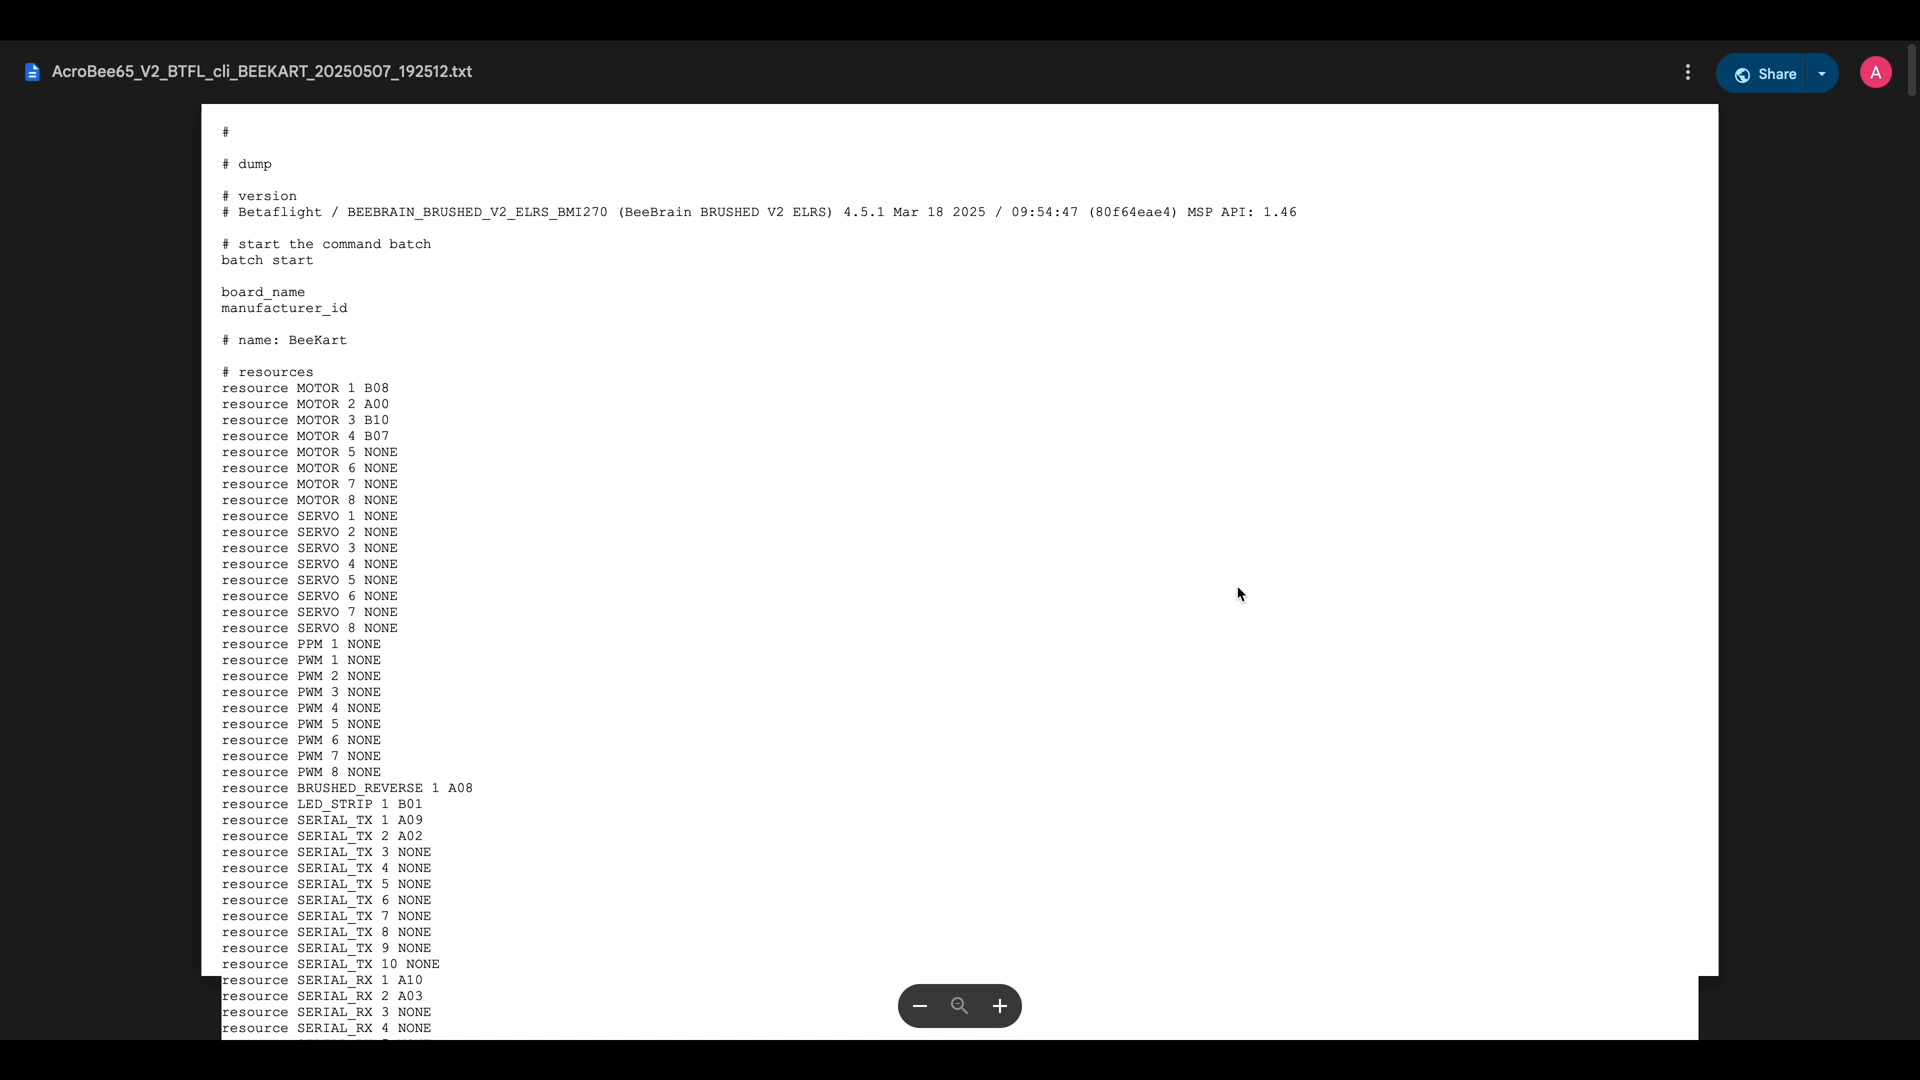 AcroBee65_V2_BTFL_cli_BEEKART_20250507_192512.txt
Share
A
#
# dump
# version
# Betaflight / BEEBRAIN_BRUSHED_V2_ELRS_BMI270 (BeeBrain BRUSHED V2 ELRS) 4.5.1 Mar 18 2025 / 09:54:47 (80f64eae4) MSP API: 1.46
# start the command batch
batch start
board_name
manufacturer_id
# name: BeeKart
# resources
resource MOTOR 1 B08
resource MOTOR 2 A00
resource MOTOR 3 B10
resource MOTOR 4 B07
resource MOTOR 5 NONE
resource MOTOR 6 NONE
resource MOTOR 7 NONE
resource MOTOR 8 NONE
resource SERVO 1 NONE
resource SERVO 2 NONE
resource SERVO 3 NONE
resource SERVO 4 NONE
resource SERVO 5 NONE
resource SERVO 6 NONE
resource SERVO 7 NONE
resource SERVO 8 NONE
resource PPM 1 NONE
resource PWM 1 NONE
resource PWM 2 NONE
resource PWM 3 NONE
resource PWM 4 NONE
resource PWM 5 NONE
resource PWM 6 NONE
resource PWM 7 NONE
resource PWM 8 NONE
resource BRUSHED_REVERSE 1 A08
resource LED_STRIP 1 B01
resource SERIAL_TX 1 A09
resource SERIAL_TX 2 A02
resource SERIAL_TX 3 NONE
resource SERIAL_TX 4 NONE
resource SERIAL_TX 5 NONE
resource SERIAL_TX 6 NONE
resource SERIAL_TX 7 NONE
resource SERIAL_TX 8 NONE
resource SERIAL_TX 9 NONE
resource SERIAL_TX 10 NONE
resource SERIAL_RX 1 A10
resource SERIAL_RX 2 A03
resource SERIAL_RX 3 NONE
resource SERIAL_RX 4 NONE